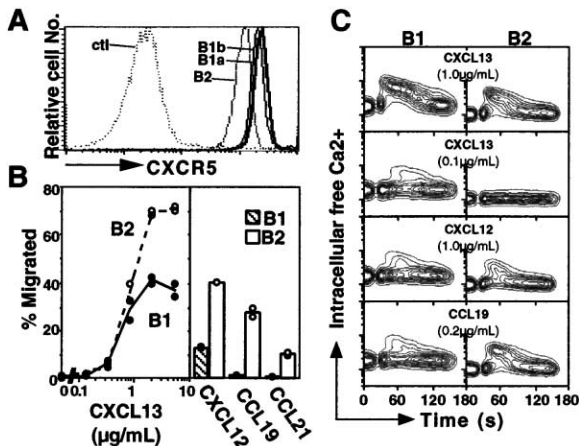 A
Relative cell No.
ctl
B1b
B1a
B2
CXCR5
B
% Migrated
80
60
40
20
0
B2
B1
0 0.1 1 10
CXCL13
(µg/mL)
B1
B2
CXCL12
CCL19
CCL21
C
B1 B2
Intracellular free Ca2+
CXCL13
(1.0µg/mL)
CXCL13
(0.1µg/mL)
CXCL12
(1.0µg/mL)
CCL19
(0.2µg/mL)
60 120 180 60 120 180
Time (s)